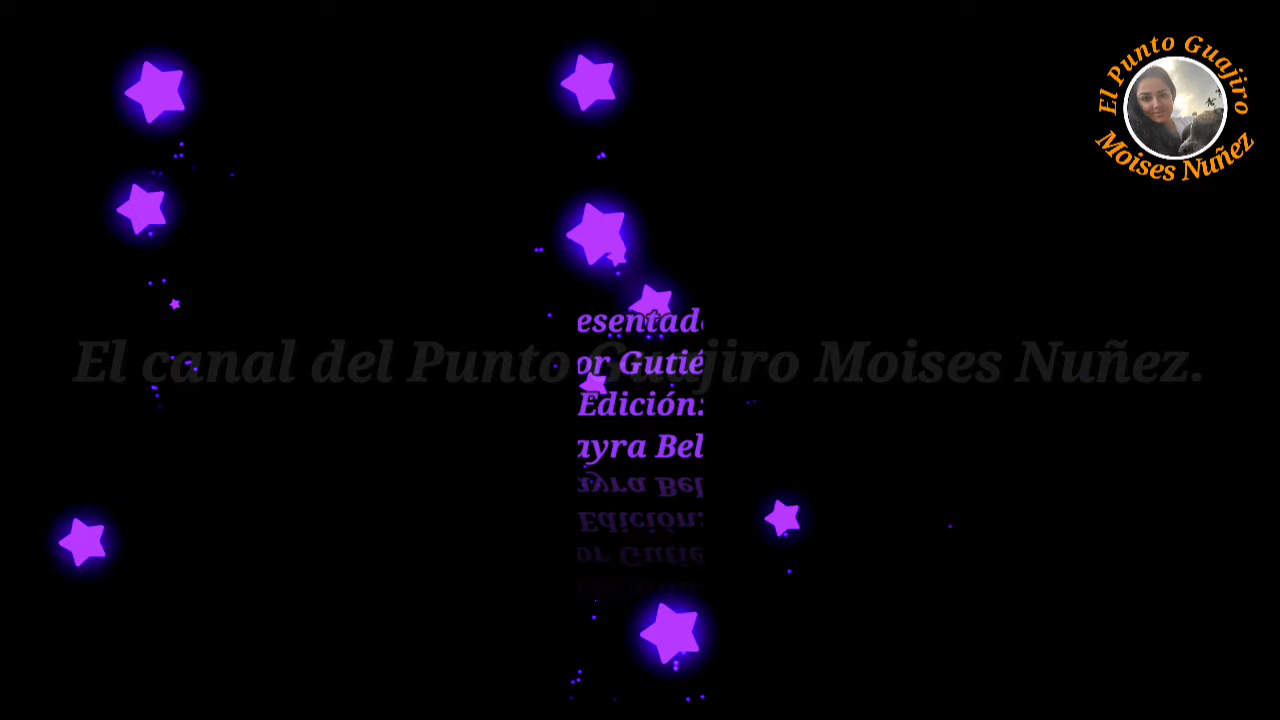 El Punto Guajiro
Moises Nuñez
El canal del Punto Guajiro Moises Nuñez.
esentad
or Gutié
Edición:
ayra Bel